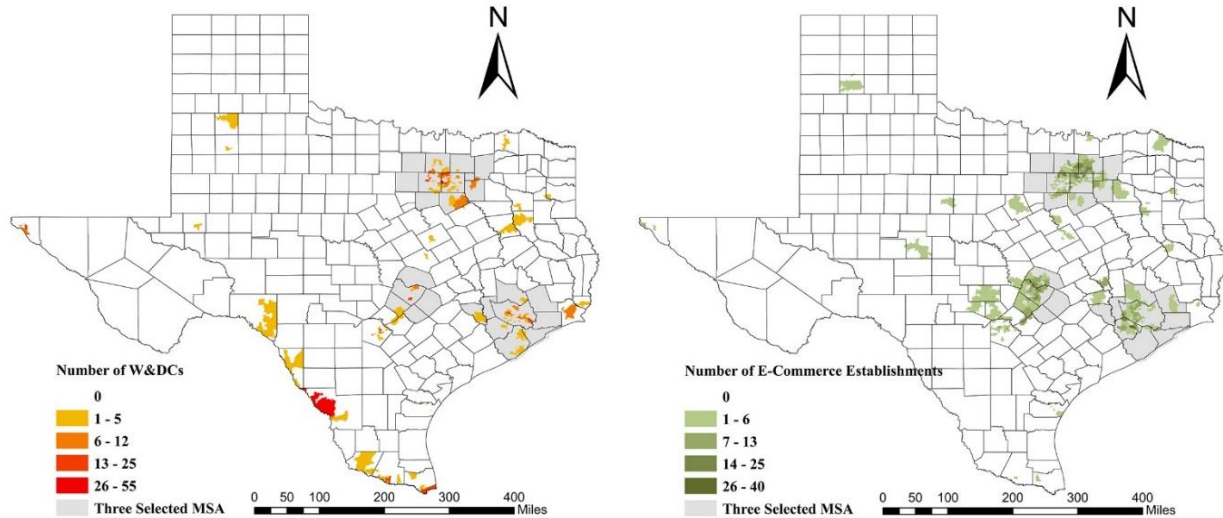 N
Number of W&DCs
0
1 - 5
6 - 12
13 - 25
26 - 55
Three Selected MSA
0 50 100 200 300 400
Miles
N
Number of E-Commerce Establishments
0
1 - 6
7 - 13
14 - 25
26 - 40
Three Selected MSA
0 50 100 200 300 400
Miles